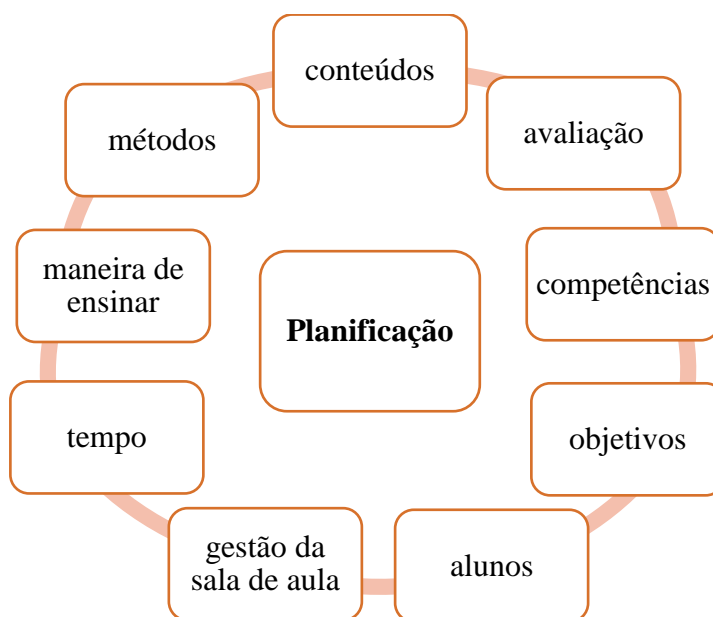 conteúdos
avaliação
competências
objetivos
alunos
gestão da
sala de aula
tempo
maneira de
ensinar
métodos
Planificação